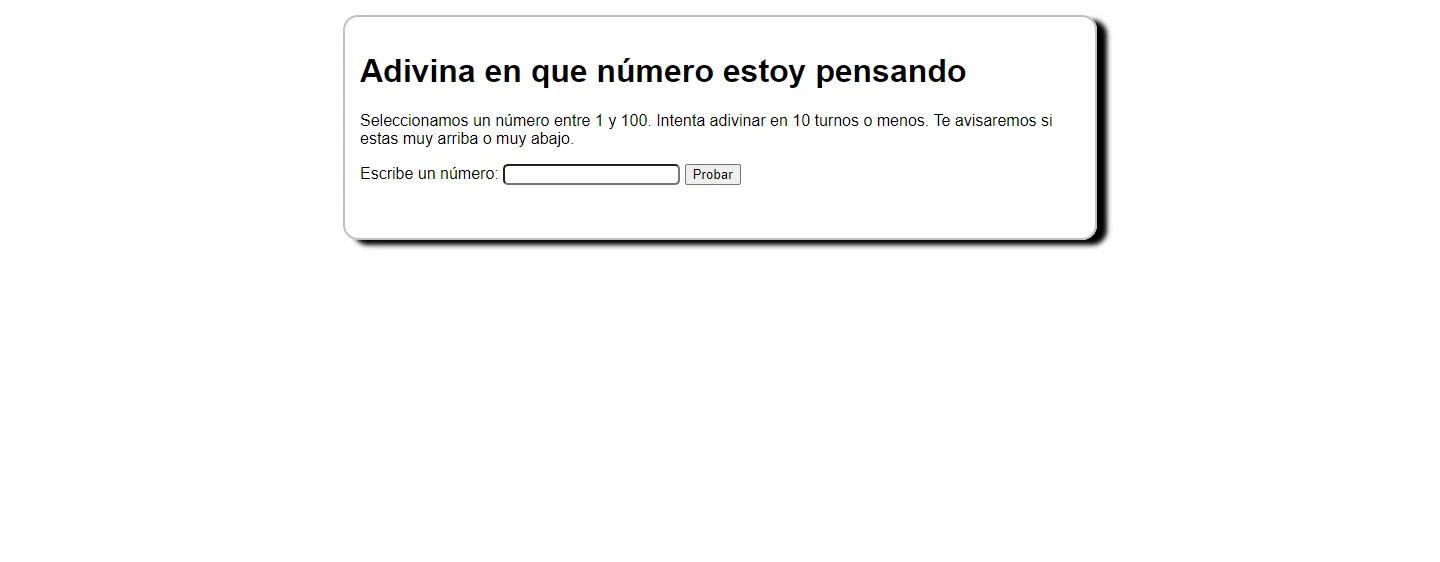 Adivina en que número estoy pensando
Seleccionamos un número entre 1 y 100. Intenta adivinar en 10 turnos o menos. Te avisaremos si
estas muy arriba o muy abajo.
Escribe un número: Probar